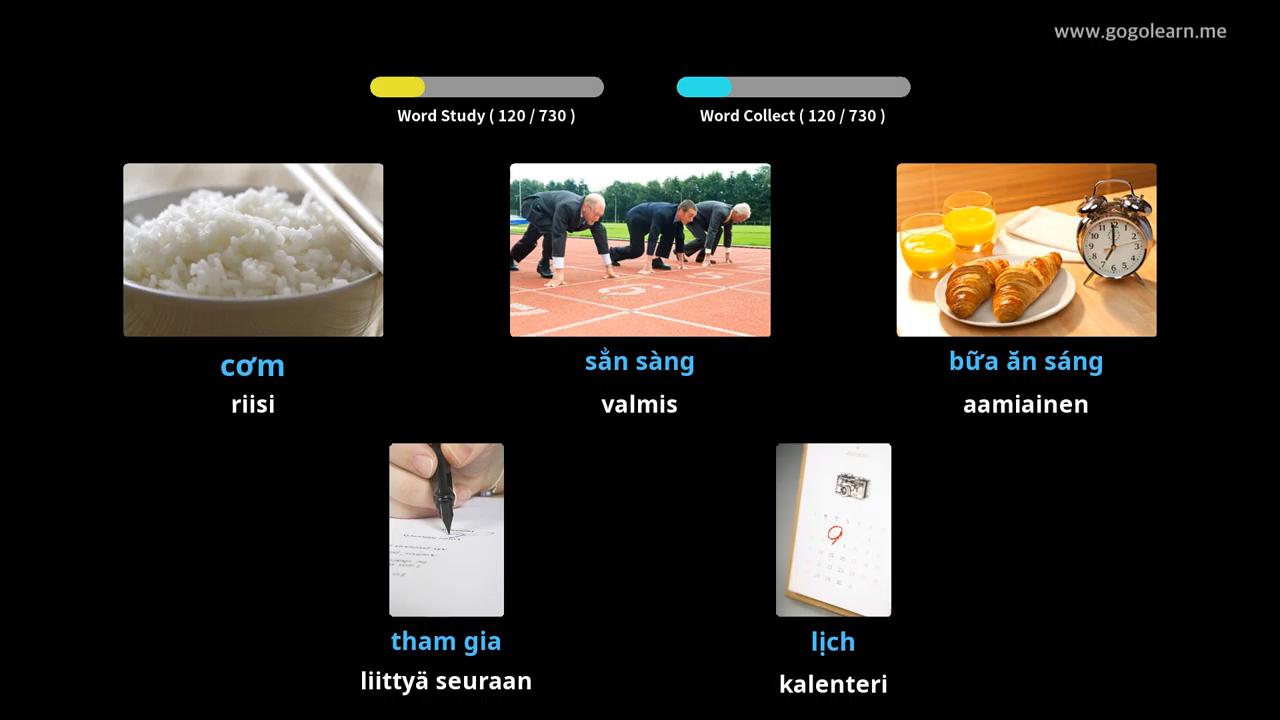 www.gogolearn.me
Word Study ( 120 / 730 )
Word Collect ( 120 / 730 )
cơm
riisi
sẳn sàng
valmis
bữa ăn sáng
aamiainen
tham gia
liittyä seuraan
lịch
kalenteri